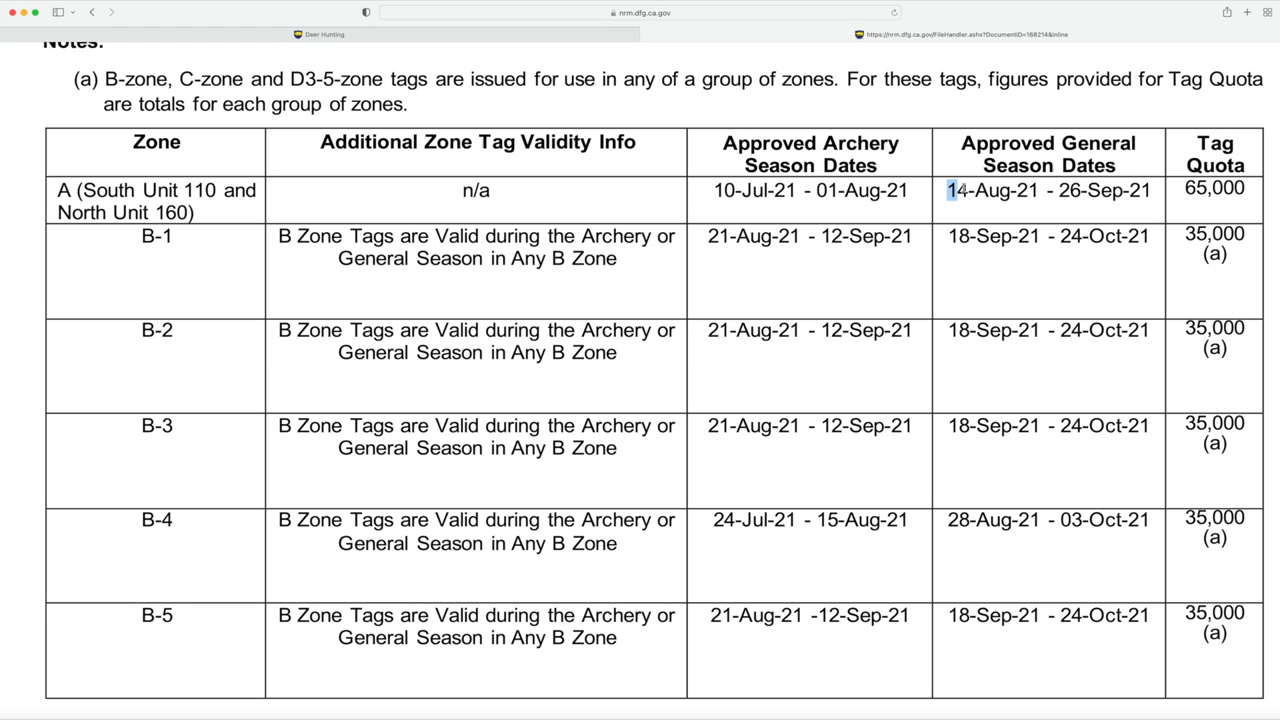 nrm.dfg.ca.gov
Deer Hunting
https://nrm.dfg.ca.gov/FileHandler.ashx?DocumentID=168214&inline
Notes:
(a) B-zone, C-zone and D3-5-zone tags are issued for use in any of a group of zones. For these tags, figures provided for Tag Quota
are totals for each group of zones.
Zone Additional Zone Tag Validity Info Approved Archery Approved General Tag
Season Dates Season Dates Quota
A (South Unit 110 and n/a 10-Jul-21 - 01-Aug-21 14-Aug-21 - 26-Sep-21 65,000
North Unit 160)
B-1 B Zone Tags are Valid during the Archery or 21-Aug-21 - 12-Sep-21 18-Sep-21 - 24-Oct-21 35,000
General Season in Any B Zone (a)
B-2 B Zone Tags are Valid during the Archery or 21-Aug-21 - 12-Sep-21 18-Sep-21 - 24-Oct-21 35,000
General Season in Any B Zone (a)
B-3 B Zone Tags are Valid during the Archery or 21-Aug-21 - 12-Sep-21 18-Sep-21 - 24-Oct-21 35,000
General Season in Any B Zone (a)
B-4 B Zone Tags are Valid during the Archery or 24-Jul-21 - 15-Aug-21 28-Aug-21 - 03-Oct-21 35,000
General Season in Any B Zone (a)
B-5 B Zone Tags are Valid during the Archery or 21-Aug-21 -12-Sep-21 18-Sep-21 - 24-Oct-21 35,000
General Season in Any B Zone (a)